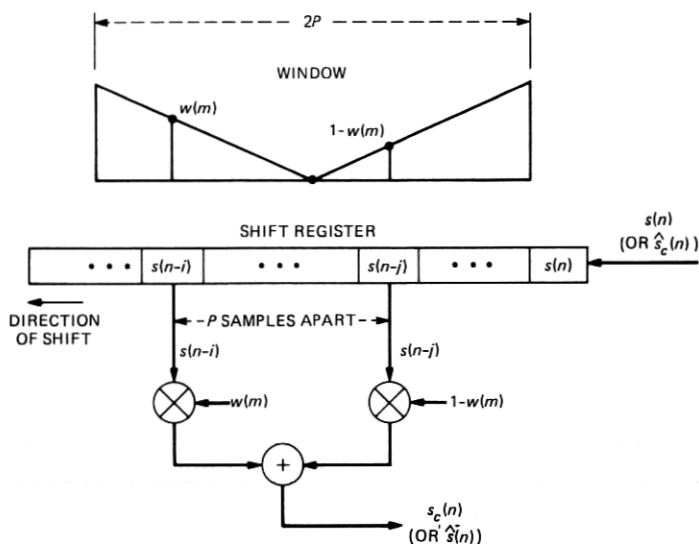 2P
WINDOW
w(m)
1-w(m)
s(n)
(OR ŝc(n))
SHIFT REGISTER
• • • s(n-i) • • • s(n-j) • • • s(n)
DIRECTION
OF SHIFT
P SAMPLES APART
s(n-i) s(n-j)
w(m) 1-w(m)
+
sc(n)
(OR ŝ(n))